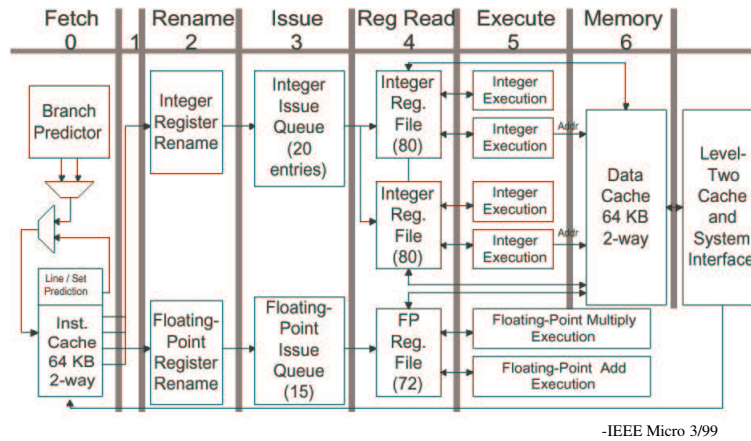 Fetch
0
1
Rename
2
Issue
3
Reg Read
4
Execute
5
Memory
6
Branch
Predictor
Integer
Register
Rename
Integer
Issue
Queue
(20
entries)
Integer
Reg.
File
(80)
Integer
Execution
Integer
Execution
Addr
Integer
Reg.
File
(80)
Integer
Execution
Integer
Execution
Addr
Data
Cache
64 KB
2-way
Level-
Two
Cache
and
System
Interface
Line / Set
Prediction
Inst.
Cache
64 KB
2-way
Floating-
Point
Register
Rename
Floating-
Point
Issue
Queue
(15)
FP
Reg.
File
(72)
Floating-Point Multiply
Execution
Floating-Point Add
Execution
-IEEE Micro 3/99